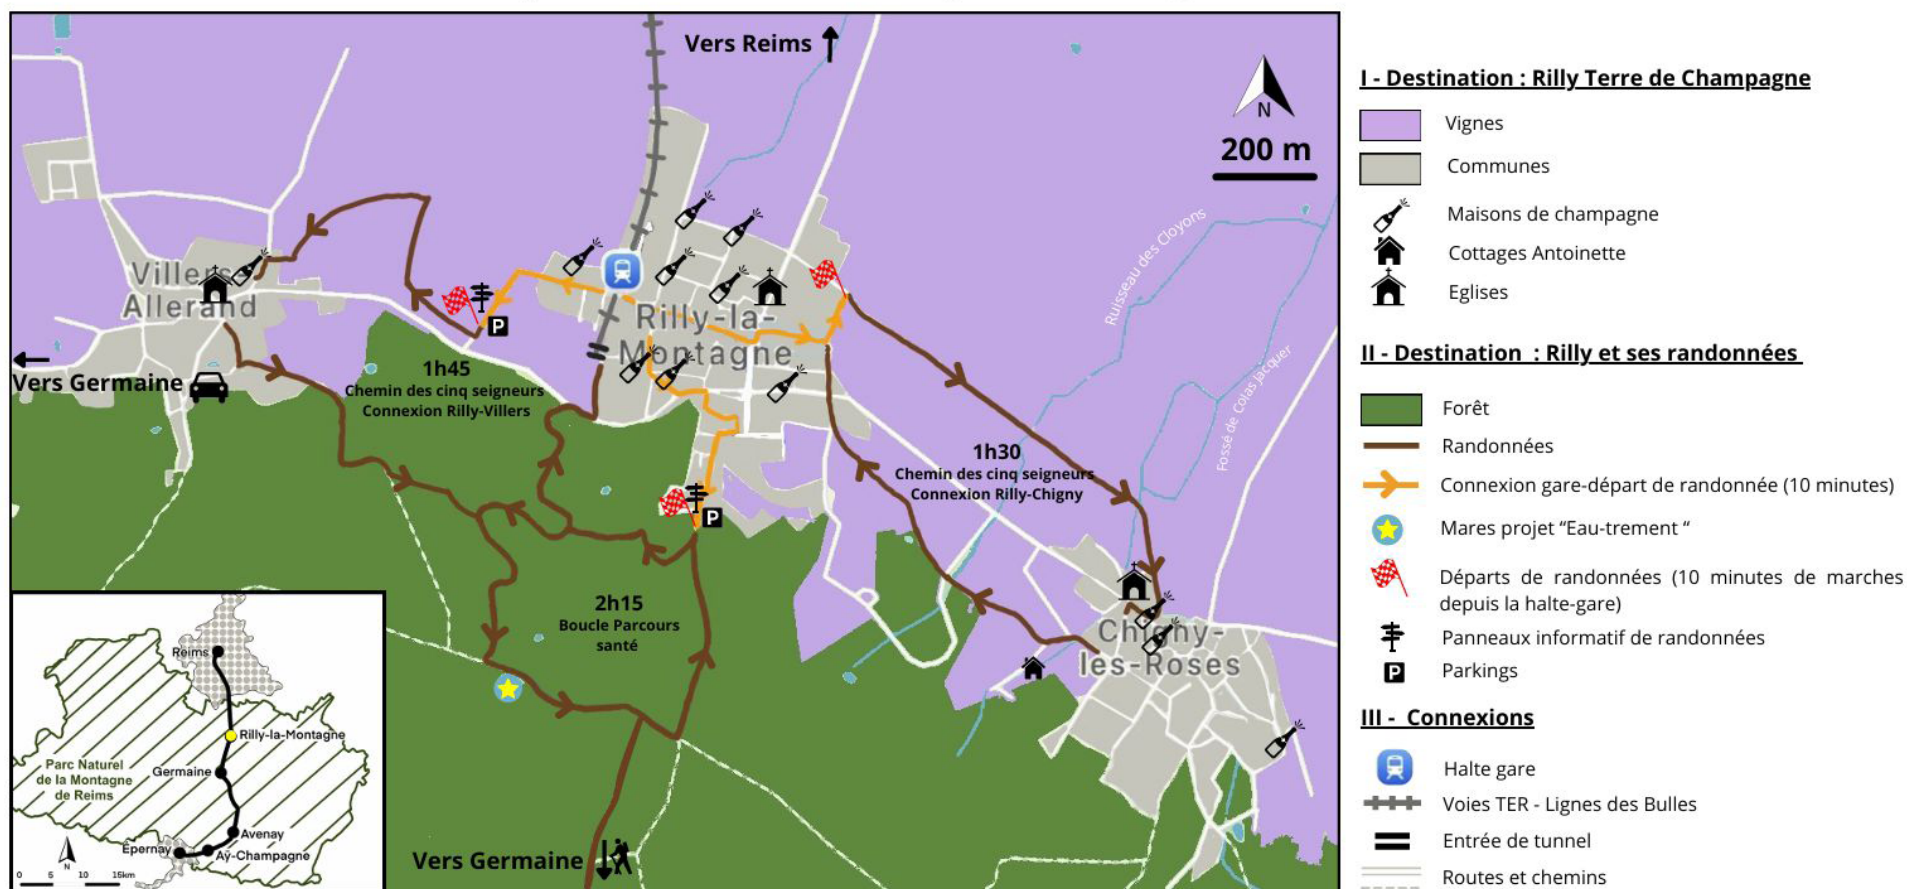 Vers Reims
N
200 m
Ruisseau des Cloyons
Fossé de Colas Jacquer
Villers-
Allerand
P
Rilly-la-
Montagne
Vers Germaine
1h45
Chemin des cinq seigneurs
Connexion Rilly-Villers
1h30
Chemin des cinq seigneurs
Connexion Rilly-Chigny
P
2h15
Boucle Parcours
santé
Chigny-
les-Roses
Vers Germaine
Reims
Rilly-la-Montagne
Parc Naturel
de la Montagne
de Reims
Germaine
Avenay
Epernay
Aÿ-Champagne
N
0 5 10 15km
I - Destination : Rilly Terre de Champagne
Vignes
Communes
Maisons de champagne
Cottages Antoinette
Eglises
II - Destination : Rilly et ses randonnées
Forêt
Randonnées
Connexion gare-départ de randonnée (10 minutes)
Mares projet “Eau-trement “
Départs de randonnées (10 minutes de marches
depuis la halte-gare)
Panneaux informatif de randonnées
P
Parkings
III - Connexions
Halte gare
Voies TER - Lignes des Bulles
Entrée de tunnel
Routes et chemins